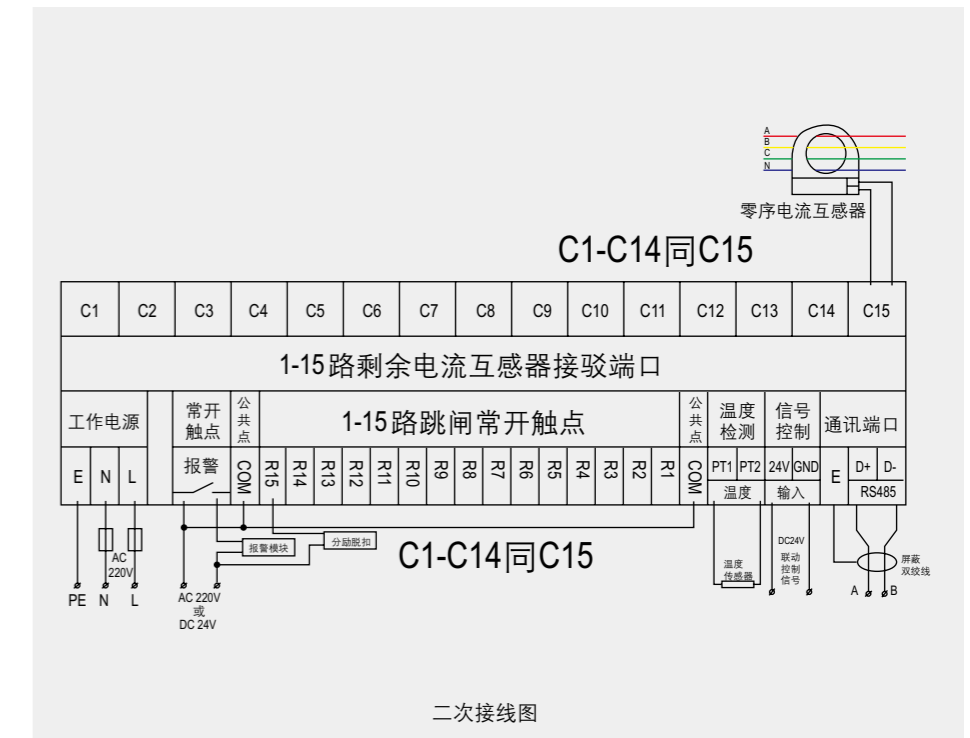 A
B
C
N
零序电流互感器
C1-C14同C15
C1 C2 C3 C4 C5 C6 C7 C8 C9 C10 C11 C12 C13 C14 C15
1-15路剩余电流互感器接驳端口
工作电源
常开
触点
公
共
点
1-15路跳闸常开触点
公
共
点
温度
检测
信号
控制
通讯端口
E N L
报警
COM R15 R14 R13 R12 R11 R10 R9 R8 R7 R6 R5 R4 R3 R2 R1 COM
PT1 PT2 24V GND
温度 输入
E
D+ D-
RS485
AC
220V
PE N L
报警模块
分励脱扣
AC 220V
或
DC 24V
C1-C14同C15
温度
传感器
DC24V
联动
控制
信号
屏蔽
双绞线
A B
二次接线图